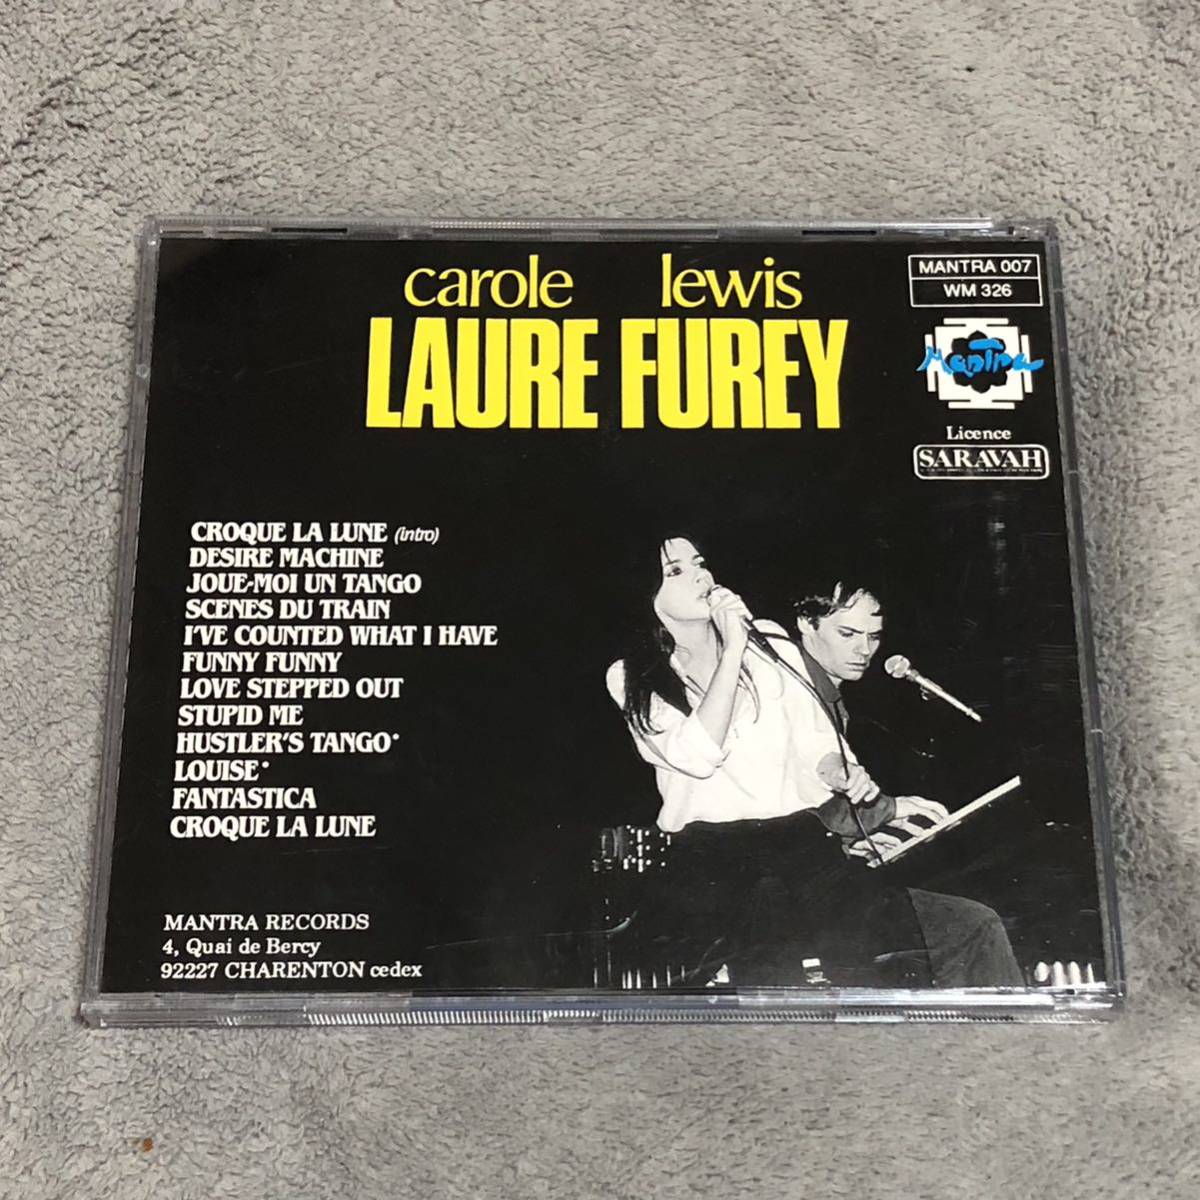 carole lewis
LAURE FUREY
MANTRA 007
WM 326
Mantra
Licence
SARAVAH
CROQUE LA LUNE (intro)
DESIRE MACHINE
JOUE-MOI UN TANGO
SCENES DU TRAIN
I'VE COUNTED WHAT I HAVE
FUNNY FUNNY
LOVE STEPPED OUT
STUPID ME
HUSTLER'S TANGO*
LOUISE*
FANTASTICA
CROQUE LA LUNE
MANTRA RECORDS
4, Quai de Bercy
92227 CHARENTON cedex